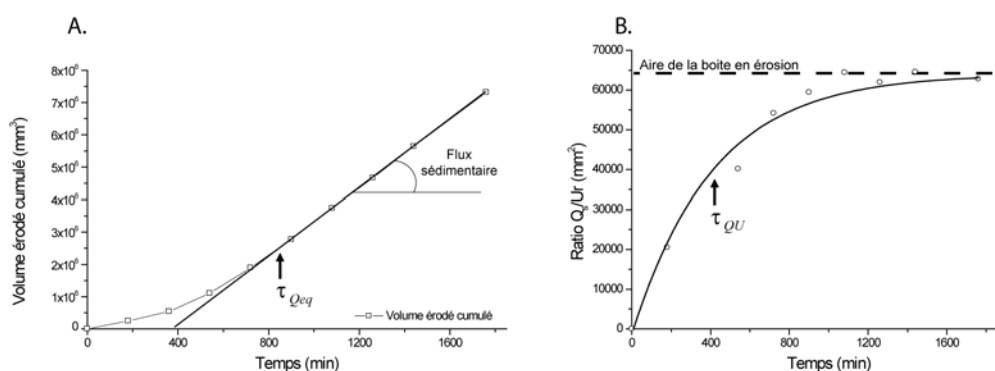 A.
Volume érodé cumulé (mm³)
8x10⁶
7x10⁶
6x10⁶
5x10⁶
4x10⁶
3x10⁶
2x10⁶
1x10⁶
0
Flux
sédimentaire
τ Qeq
Volume érodé cumulé
0 400 800 1200 1600
Temps (min)
B.
Ratio Qs/Ur (mm²)
70000
Aire de la boite en érosion
60000
50000
40000
30000
20000
10000
0
τ QU
0 400 800 1200 1600
Temps (min)